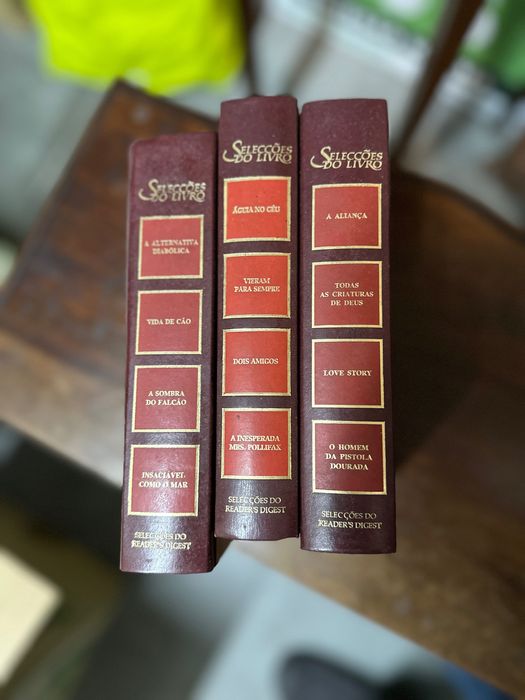 SELECÇÕES
DO LIVRO
A ALTERNATIVA
DIABÓLICA
VIDA DE CÃO
A SOMBRA
DO FALCÃO
INSACIÁVEL
COMO O MAR
SELECÇÕES DO
READER'S DIGEST
SELECÇÕES
DO LIVRO
ÁGUIA NO CÉU
VIERAM
PARA SEMPRE
DOIS AMIGOS
A INESPERADA
MRS. POLLIFAX
SELECÇÕES DO
READER'S DIGEST
SELECÇÕES
DO LIVRO
A ALIANÇA
TODAS
AS CRIATURAS
DE DEUS
LOVE STORY
O HOMEM
DA PISTOLA
DOURADA
SELECÇÕES DO
READER'S DIGEST